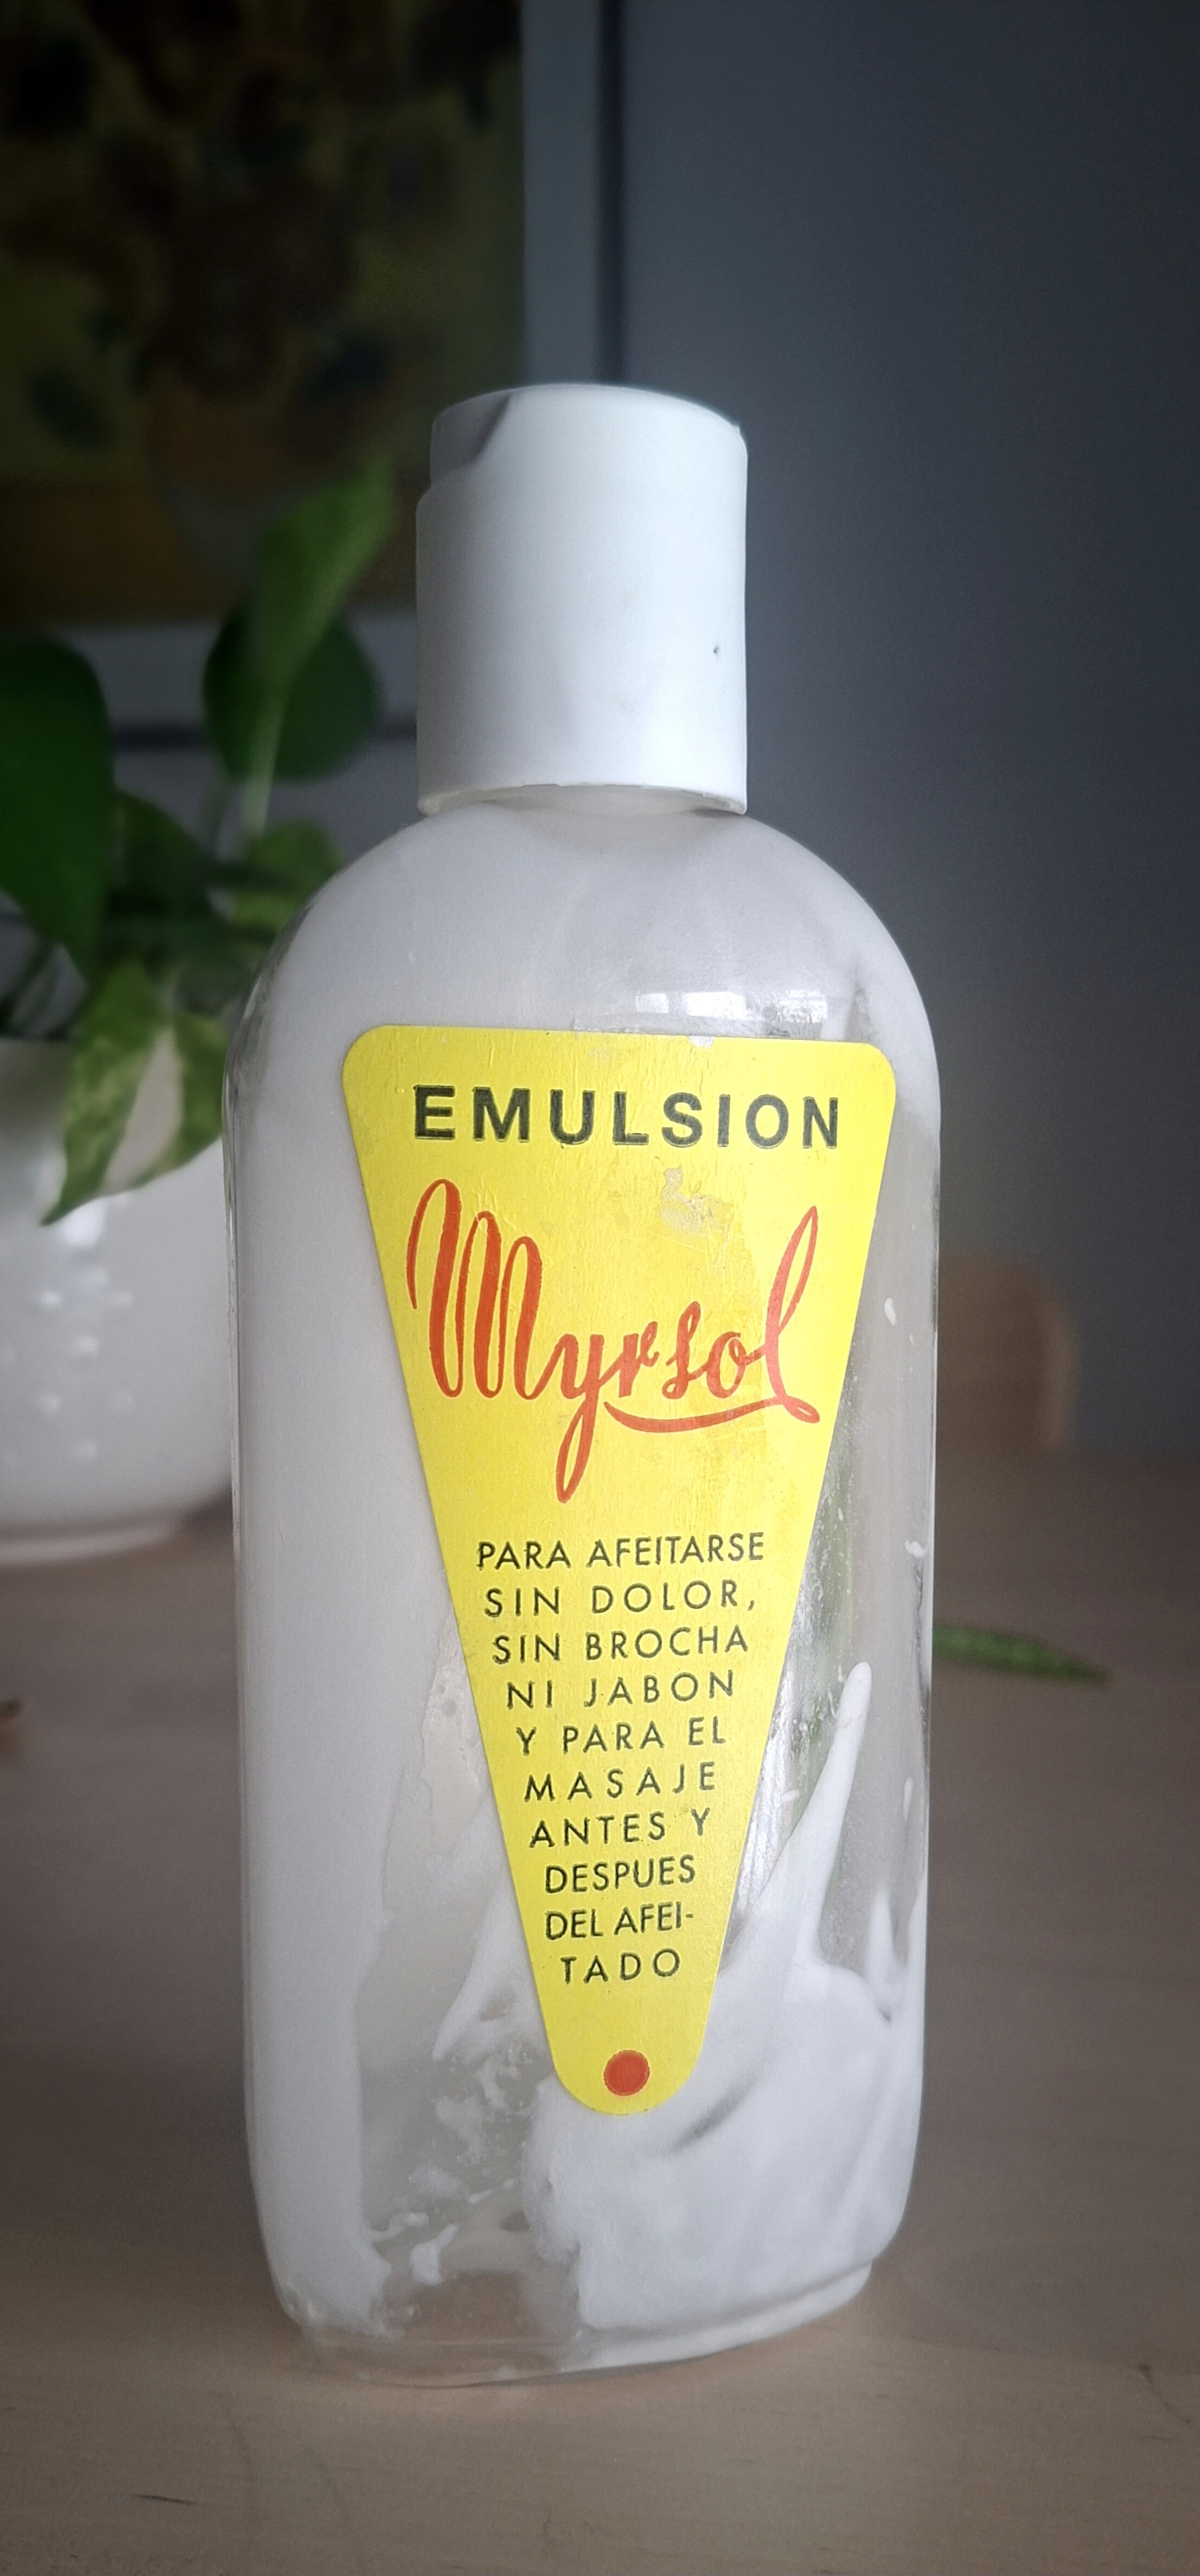 EMULSION
Myrsol
PARA AFEITARSE
SIN DOLOR,
SIN BROCHA
NI JABON
Y PARA EL
MASAJE
ANTES Y
DESPUES
DEL AFEI-
TADO